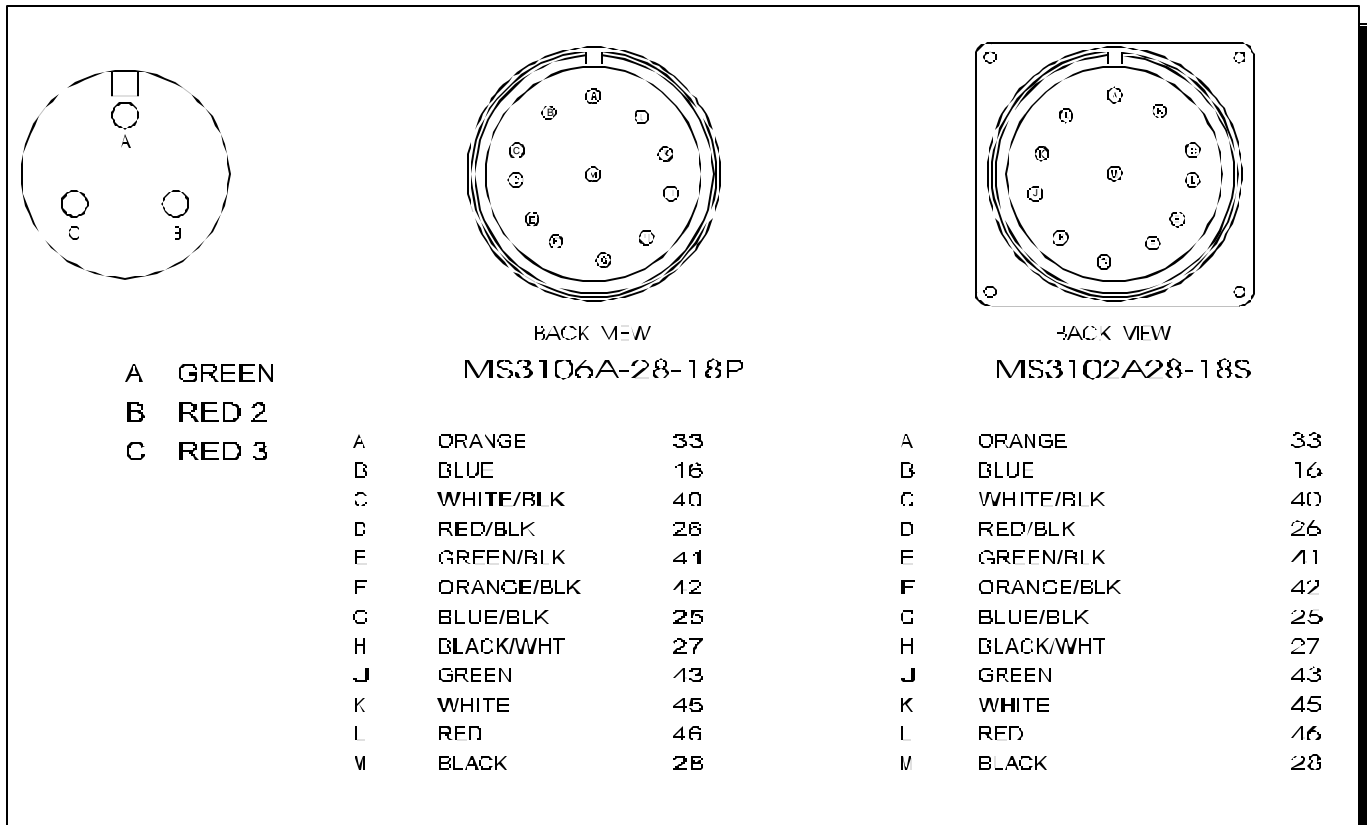 A
C B
A GREEN
B RED 2
C RED 3
BACK VIEW
MS3106A-28-18P
A ORANGE 33
B BLUE 16
C WHITE/BLK 40
D RED/BLK 26
E GREEN/BLK 41
F ORANGE/BLK 42
G BLUE/BLK 25
H BLACK/WHT 27
J GREEN 43
K WHITE 45
L RED 46
M BLACK 28
BACK VIEW
MS3102A28-18S
A ORANGE 33
B BLUE 16
C WHITE/BLK 40
D RED/BLK 26
E GREEN/BLK 41
F ORANGE/BLK 42
G BLUE/BLK 25
H BLACK/WHT 27
J GREEN 43
K WHITE 45
L RED 46
M BLACK 28